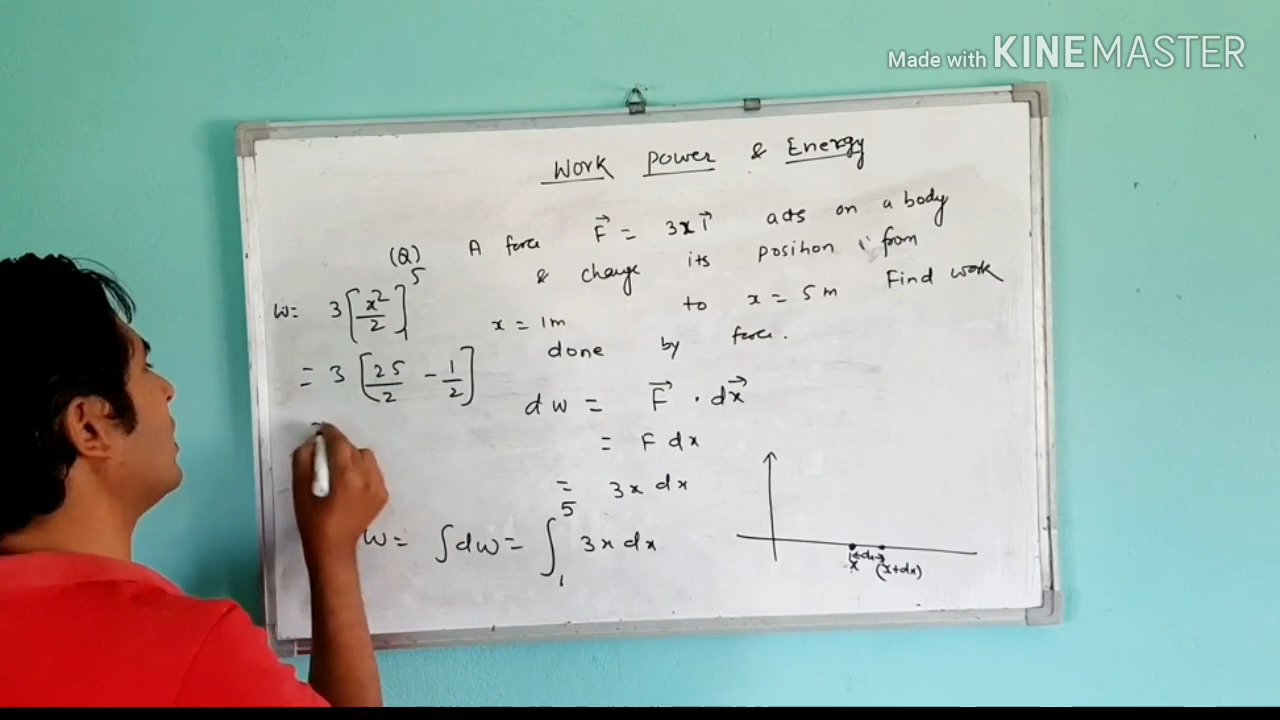 Made with KINEMASTER
Work Power & Energy
(Q) A force F⃗ = 3x i⃗ acts on a body
& change its position from
x = 1m to x = 5m Find work
done by force.
dw = F⃗ . dx⃗
= F dx
= 3x dx
W = ∫dw = ∫₁⁵ 3x dx
W = 3[x²/2]⁵
= 3[25/2 - 1/2]
=
dx
x (x+dx)